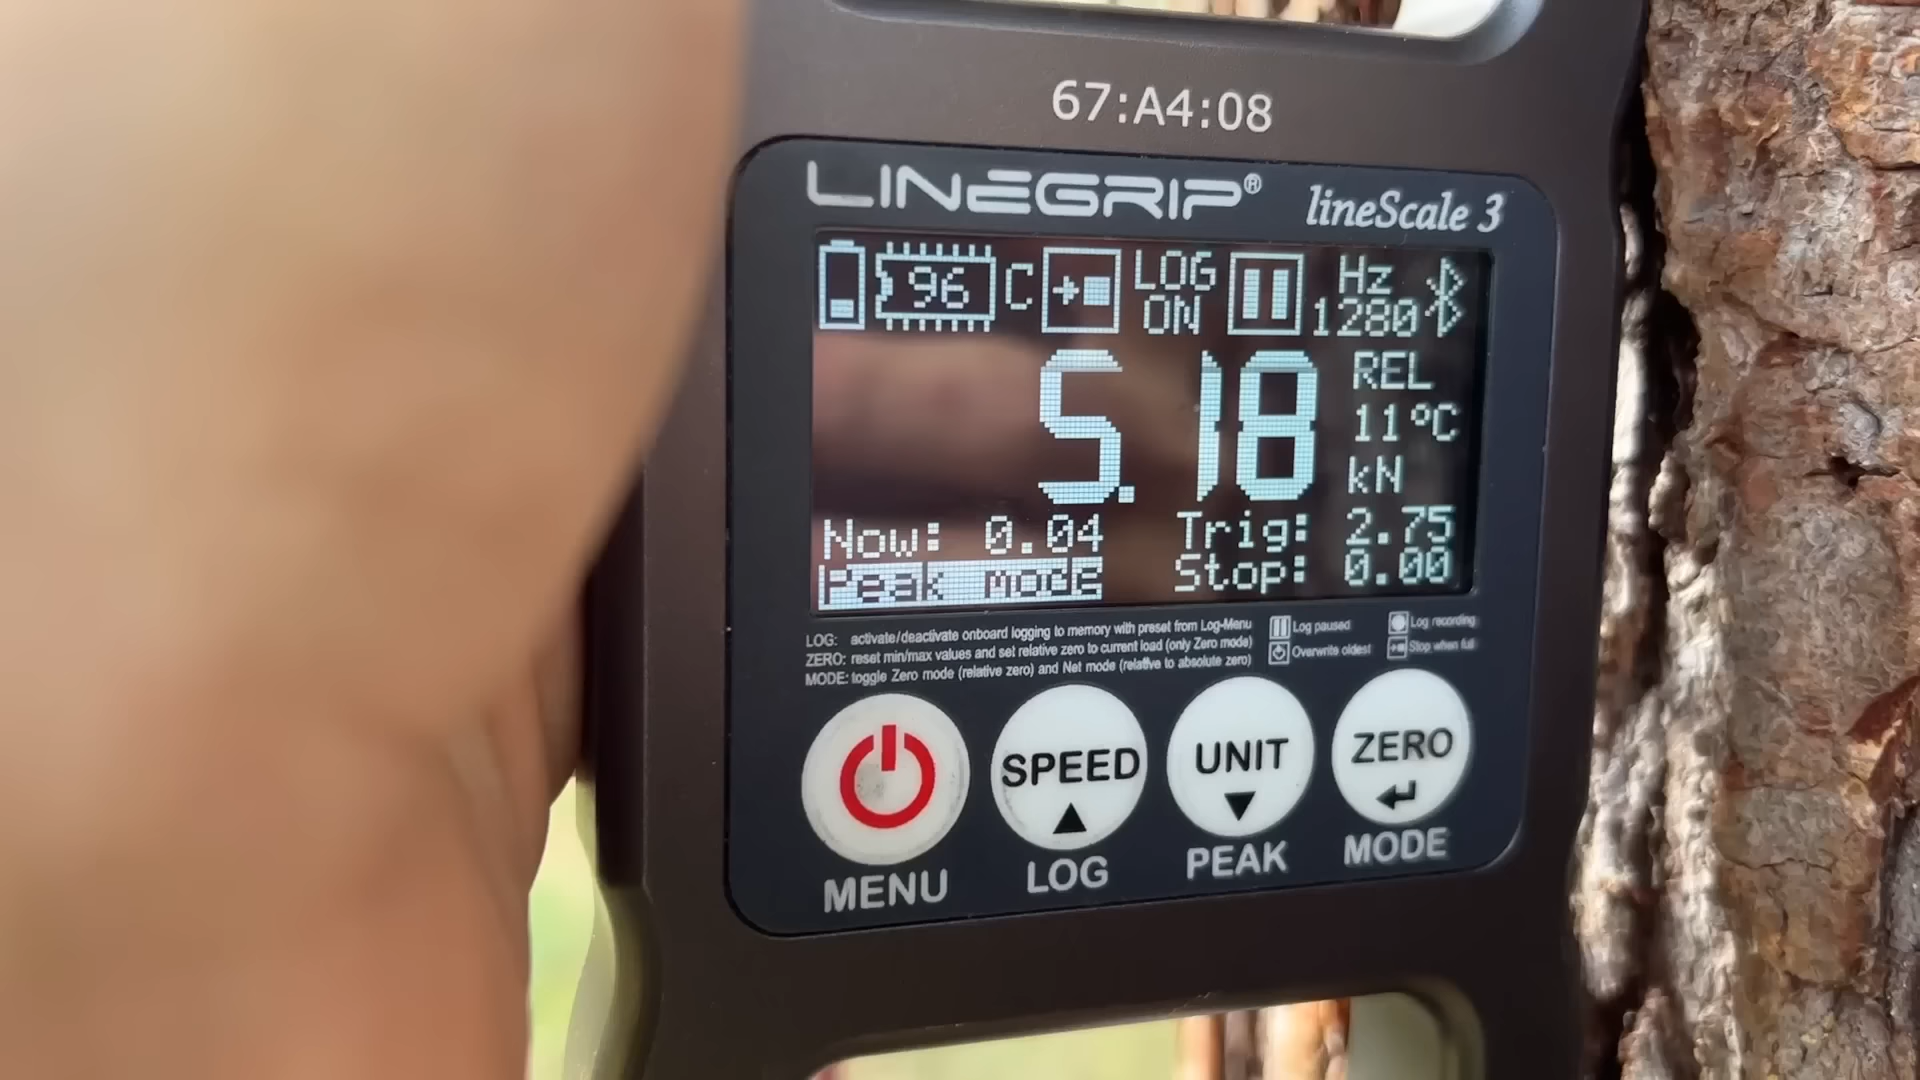 67:A4:08
LINEGRIP® lineScale 3
96 C LOG ON Hz 1280
5.18
REL
11°C
kN
Now: 0.04 Trig: 2.75
Peak mode Stop: 0.00
LOG: activate/deactivate onboard logging to memory with preset from Log-Menu
ZERO: reset min/max values and set relative zero to current load (only Zero mode)
MODE: toggle Zero mode (relative zero) and Net mode (relative to absolute zero)
Log paused Log recording
Overwrite oldest Stop when full
SPEED UNIT ZERO
MENU LOG PEAK MODE